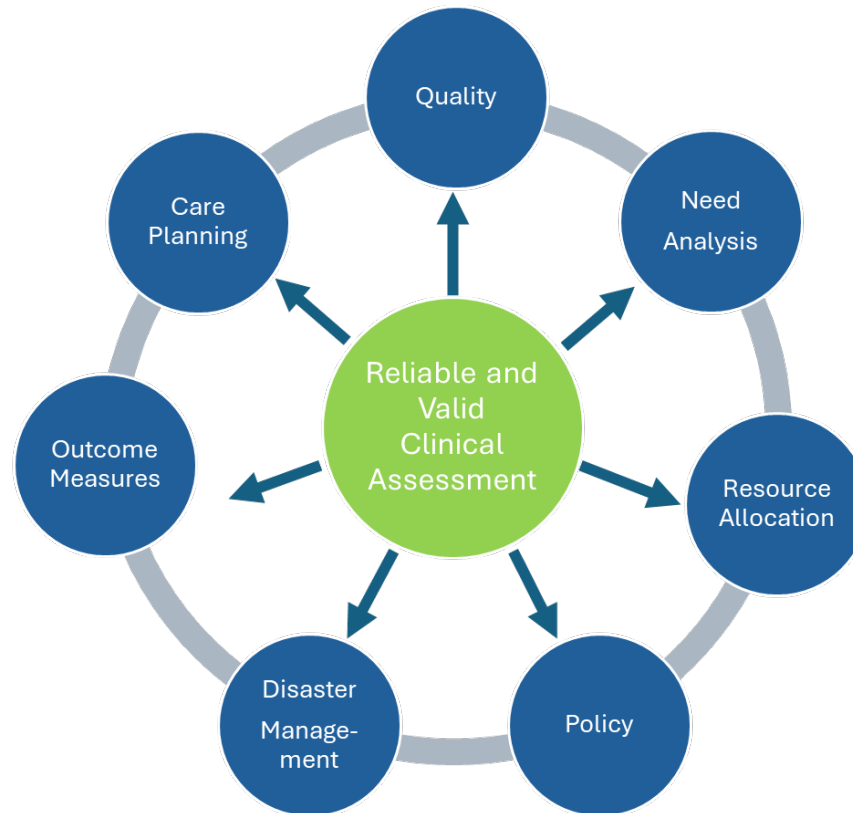 Quality
Need
Analysis
Care
Planning
Reliable and
Valid
Clinical
Assessment
Outcome
Measures
Resource
Allocation
Disaster
Manage-
ment
Policy